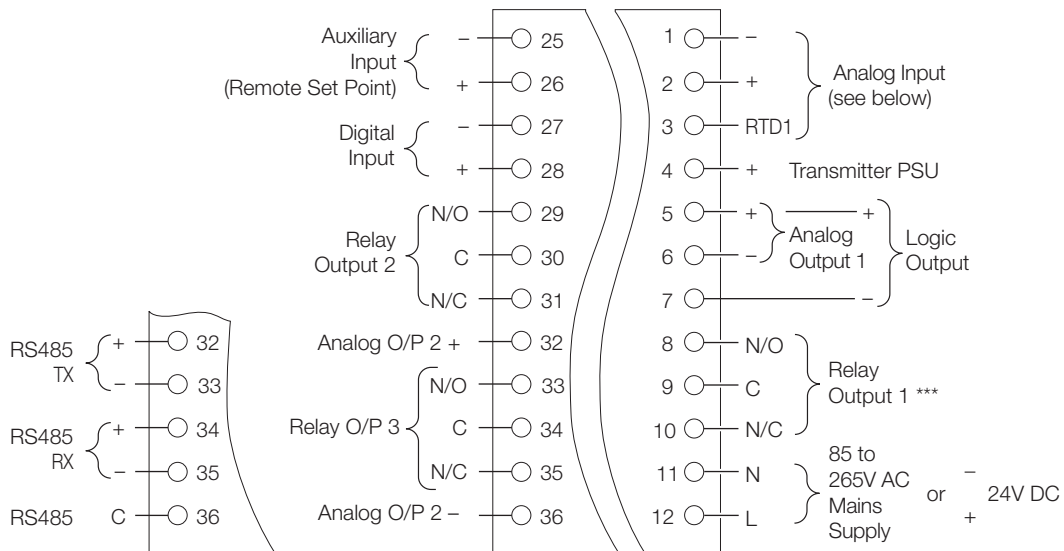 Auxiliary
Input
(Remote Set Point)
− 25
+ 26
Digital
Input
− 27
+ 28
Relay
Output 2
N/O 29
C 30
N/C 31
Analog O/P 2 + 32
Relay O/P 3
N/O 33
C 34
N/C 35
Analog O/P 2 − 36
RS485
TX
+ 32
− 33
RS485
RX
+ 34
− 35
RS485 C 36
1 −
2 +
3 RTD1
Analog Input
(see below)
4 + Transmitter PSU
5 +
6 −
Analog
Output 1
+
7 −
Logic
Output
8 N/O
9 C
10 N/C
Relay
Output 1 ***
11 N
12 L
85 to
265V AC
Mains
Supply
or
−
+
24V DC